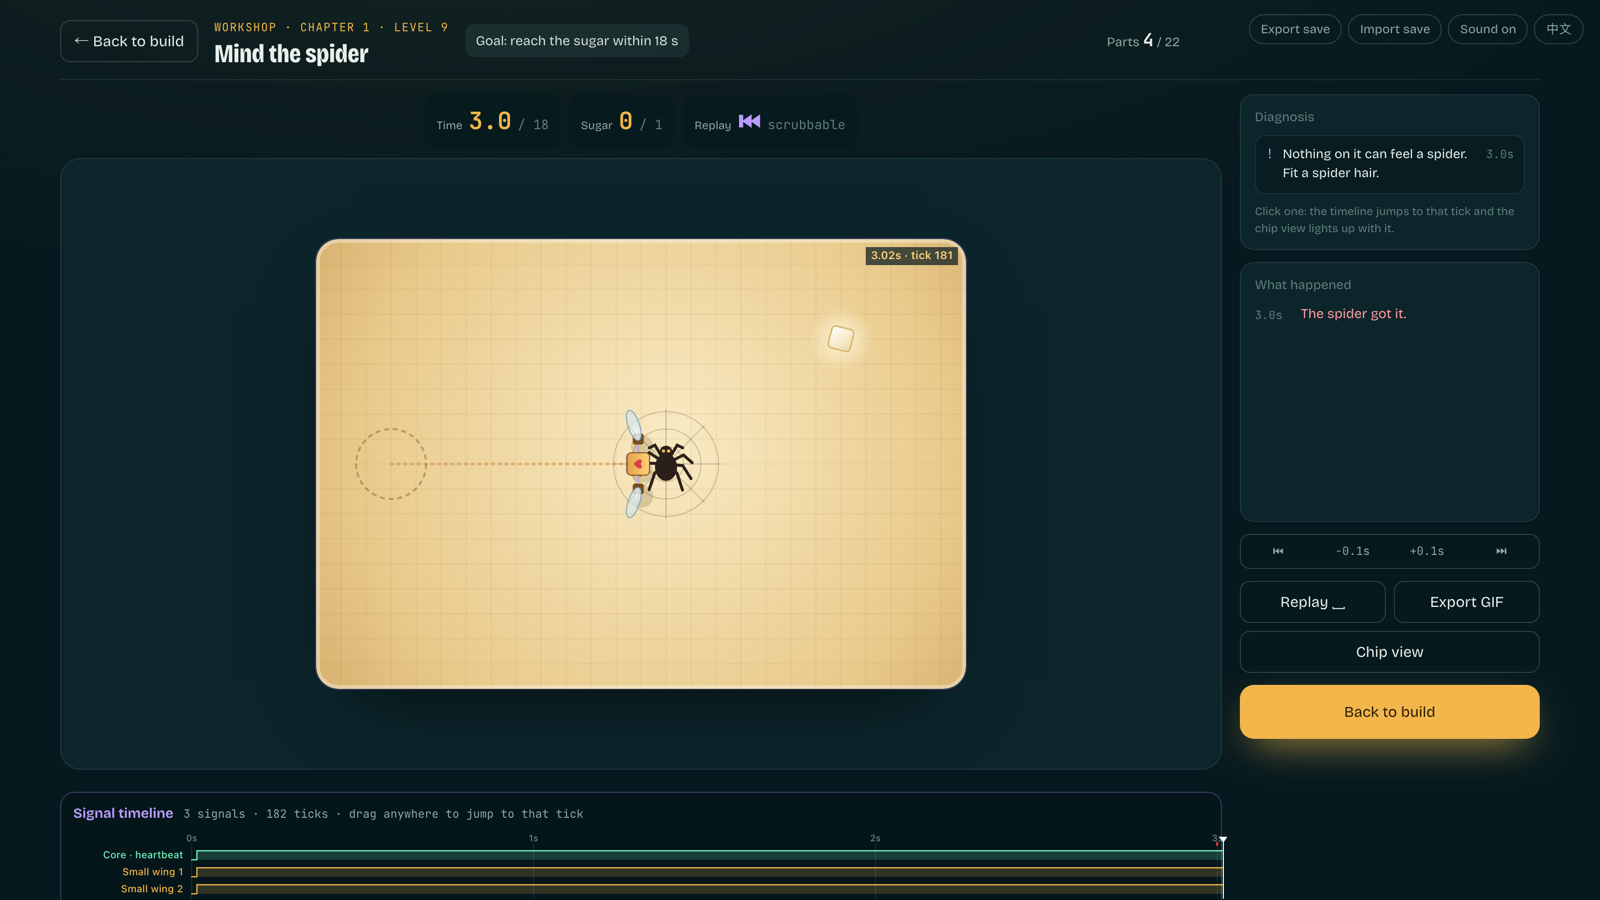 ← Back to build
WORKSHOP · CHAPTER 1 · LEVEL 9
Mind the spider
Goal: reach the sugar within 18 s
Parts 4 / 22
Export save
Import save
Sound on
中文
Time 3.0 / 18
Sugar 0 / 1
Replay ⏮ scrubbable
3.02s · tick 181
Diagnosis
! Nothing on it can feel a spider. 3.0s
Fit a spider hair.
Click one: the timeline jumps to that tick and the
chip view lights up with it.
What happened
3.0s The spider got it.
⏮ -0.1s +0.1s ⏭
Replay ⎵
Export GIF
Chip view
Back to build
Signal timeline 3 signals · 182 ticks · drag anywhere to jump to that tick
0s 1s 2s 3
Core · heartbeat
Small wing 1
Small wing 2